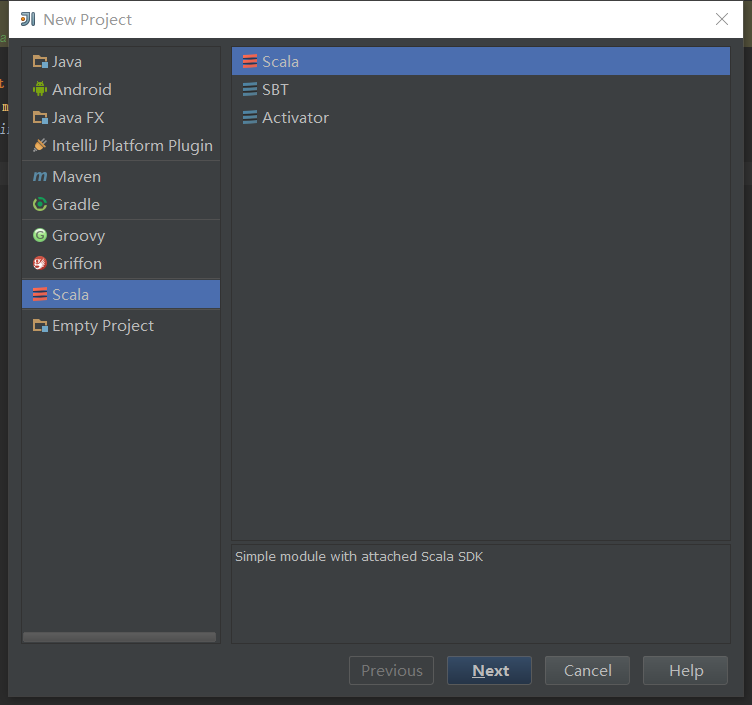 New Project
Java
Android
Java FX
IntelliJ Platform Plugin
Maven
Gradle
Groovy
Griffon
Scala
Empty Project
Scala
SBT
Activator
Simple module with attached Scala SDK
Previous
Next
Cancel
Help